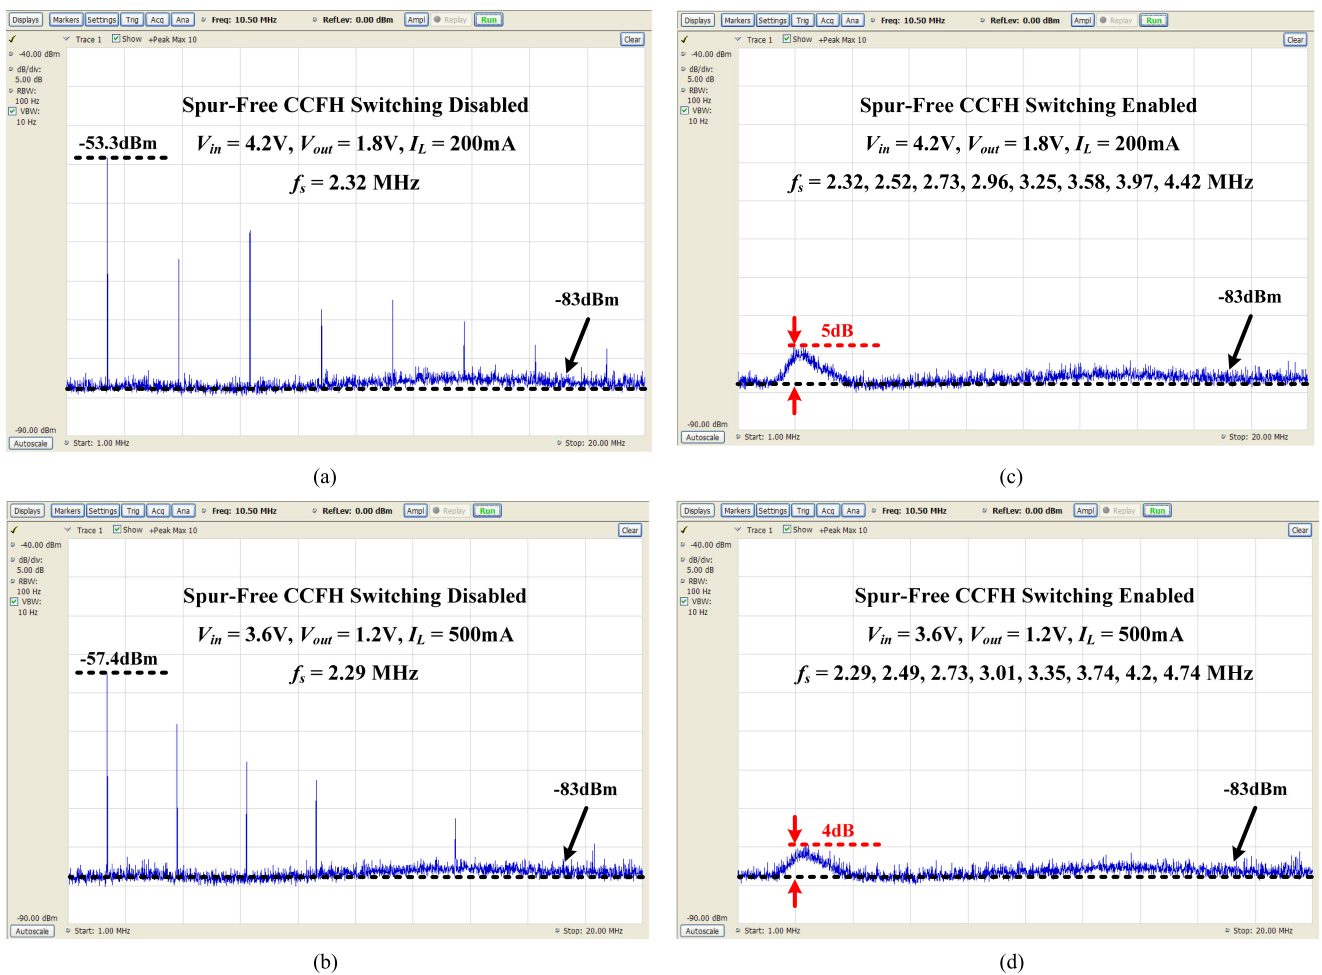 Displays Markers Settings Trig Acq Ana Freq: 10.50 MHz RefLev: 0.00 dBm Ampl Replay Run
Trace 1 Show +Peak Max 10 Clear
-40.00 dBm
dB/div:
5.00 dB
RBW:
100 Hz
VBW:
10 Hz
Spur-Free CCFH Switching Disabled
-53.3dBm
Vin = 4.2V, Vout = 1.8V, IL = 200mA
fs = 2.32 MHz
-83dBm
-90.00 dBm
Autoscale Start: 1.00 MHz Stop: 20.00 MHz
(a)
Displays Markers Settings Trig Acq Ana Freq: 10.50 MHz RefLev: 0.00 dBm Ampl Replay Run
Trace 1 Show +Peak Max 10 Clear
-40.00 dBm
dB/div:
5.00 dB
RBW:
100 Hz
VBW:
10 Hz
Spur-Free CCFH Switching Enabled
Vin = 4.2V, Vout = 1.8V, IL = 200mA
fs = 2.32, 2.52, 2.73, 2.96, 3.25, 3.58, 3.97, 4.42 MHz
-83dBm
5dB
-90.00 dBm
Autoscale Start: 1.00 MHz Stop: 20.00 MHz
(c)
Displays Markers Settings Trig Acq Ana Freq: 10.50 MHz RefLev: 0.00 dBm Ampl Replay Run
Trace 1 Show +Peak Max 10 Clear
-40.00 dBm
dB/div:
5.00 dB
RBW:
100 Hz
VBW:
10 Hz
Spur-Free CCFH Switching Disabled
Vin = 3.6V, Vout = 1.2V, IL = 500mA
-57.4dBm
fs = 2.29 MHz
-83dBm
-90.00 dBm
Autoscale Start: 1.00 MHz Stop: 20.00 MHz
(b)
Displays Markers Settings Trig Acq Ana Freq: 10.50 MHz RefLev: 0.00 dBm Ampl Replay Run
Trace 1 Show +Peak Max 10 Clear
-40.00 dBm
dB/div:
5.00 dB
RBW:
100 Hz
VBW:
10 Hz
Spur-Free CCFH Switching Enabled
Vin = 3.6V, Vout = 1.2V, IL = 500mA
fs = 2.29, 2.49, 2.73, 3.01, 3.35, 3.74, 4.2, 4.74 MHz
-83dBm
4dB
-90.00 dBm
Autoscale Start: 1.00 MHz Stop: 20.00 MHz
(d)